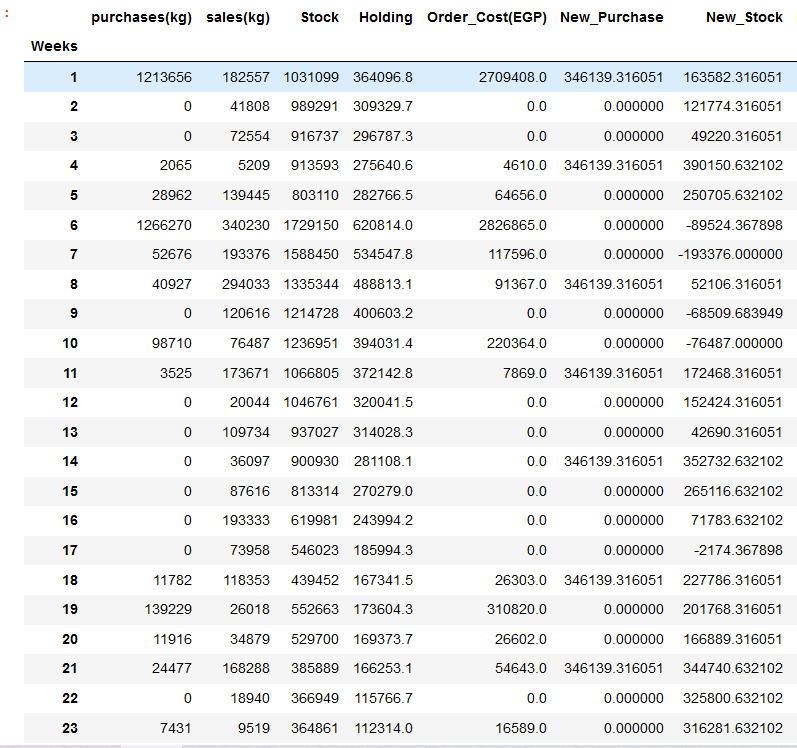 :
purchases(kg) sales(kg) Stock Holding Order_Cost(EGP) New_Purchase New_Stock
Weeks
1 1213656 182557 1031099 364096.8 2709408.0 346139.316051 163582.316051
2 0 41808 989291 309329.7 0.0 0.000000 121774.316051
3 0 72554 916737 296787.3 0.0 0.000000 49220.316051
4 2065 5209 913593 275640.6 4610.0 346139.316051 390150.632102
5 28962 139445 803110 282766.5 64656.0 0.000000 250705.632102
6 1266270 340230 1729150 620814.0 2826865.0 0.000000 -89524.367898
7 52676 193376 1588450 534547.8 117596.0 0.000000 -193376.000000
8 40927 294033 1335344 488813.1 91367.0 346139.316051 52106.316051
9 0 120616 1214728 400603.2 0.0 0.000000 -68509.683949
10 98710 76487 1236951 394031.4 220364.0 0.000000 -76487.000000
11 3525 173671 1066805 372142.8 7869.0 346139.316051 172468.316051
12 0 20044 1046761 320041.5 0.0 0.000000 152424.316051
13 0 109734 937027 314028.3 0.0 0.000000 42690.316051
14 0 36097 900930 281108.1 0.0 346139.316051 352732.632102
15 0 87616 813314 270279.0 0.0 0.000000 265116.632102
16 0 193333 619981 243994.2 0.0 0.000000 71783.632102
17 0 73958 546023 185994.3 0.0 0.000000 -2174.367898
18 11782 118353 439452 167341.5 26303.0 346139.316051 227786.316051
19 139229 26018 552663 173604.3 310820.0 0.000000 201768.316051
20 11916 34879 529700 169373.7 26602.0 0.000000 166889.316051
21 24477 168288 385889 166253.1 54643.0 346139.316051 344740.632102
22 0 18940 366949 115766.7 0.0 0.000000 325800.632102
23 7431 9519 364861 112314.0 16589.0 0.000000 316281.632102